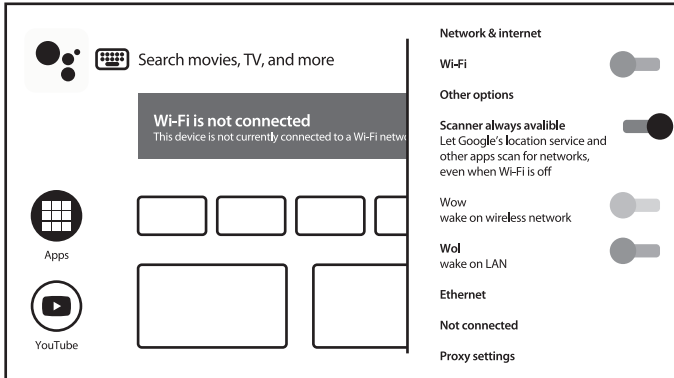 Search movies, TV, and more
Wi-Fi is not connected
This device is not currently connected to a Wi-Fi netwo
Apps
YouTube
Network & internet
Wi-Fi
Other options
Scanner always avalible
Let Google's location service and
other apps scan for networks,
even when Wi-Fi is off
Wow
wake on wireless network
Wol
wake on LAN
Ethernet
Not connected
Proxy settings